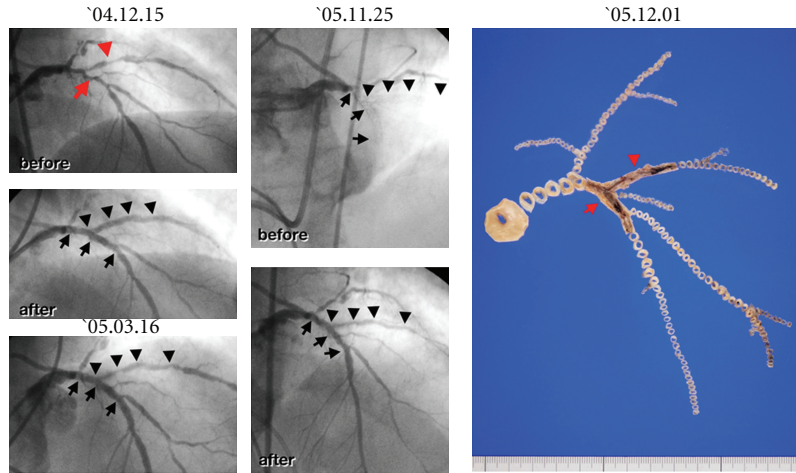 `04.12.15
before
after
`05.03.16
`05.11.25
before
after
`05.12.01